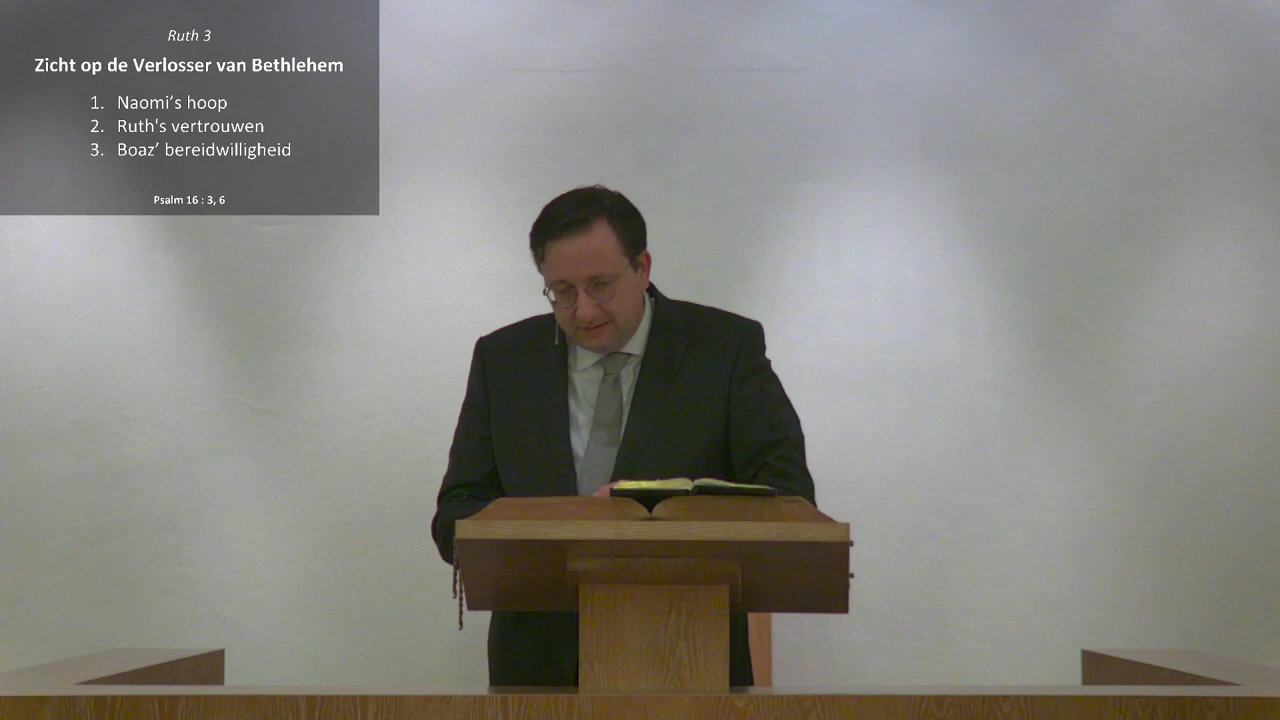 Ruth 3
Zicht op de Verlosser van Bethlehem
1. Naomi’s hoop
2. Ruth's vertrouwen
3. Boaz’ bereidwilligheid
Psalm 16 : 3, 6